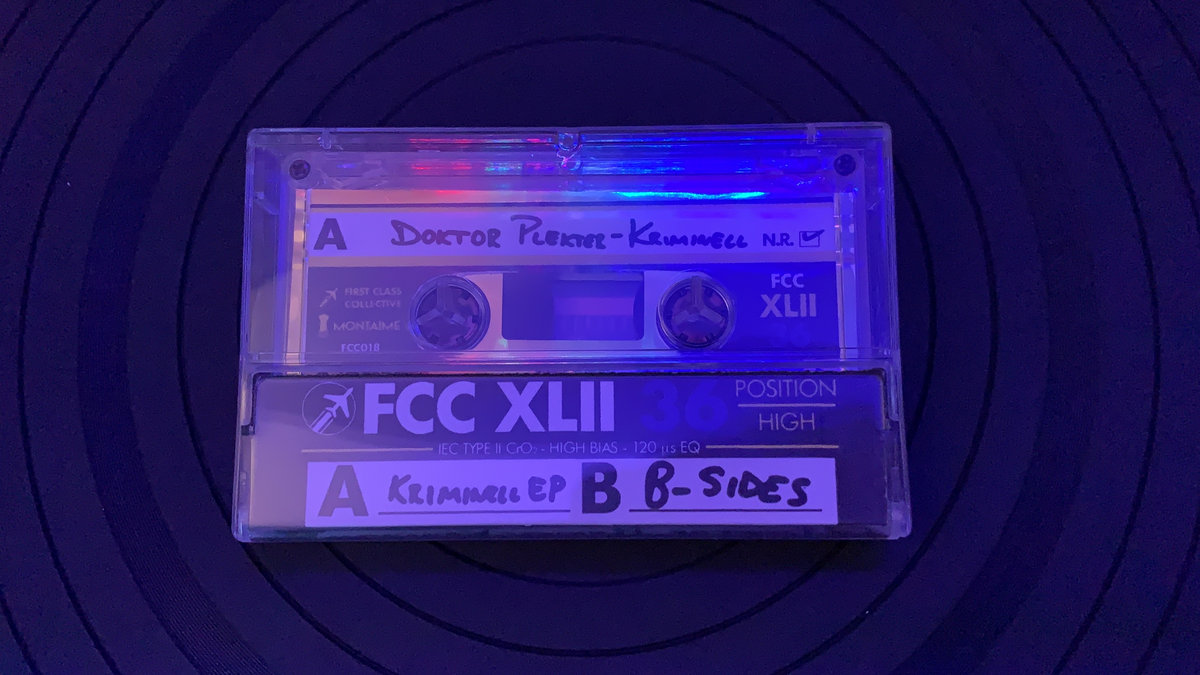 A DOKTOR PLEKTER-KRIMINELL N.R.
FIRST CLASS
COLLECTIVE
MONTAIME
FCC018
FCC
XLII
FCC XLII 36 POSITION
HIGH
IEC TYPE II CrO₂ - HIGH BIAS - 120 µs EQ
A KRIMINELL EP B B-SIDES